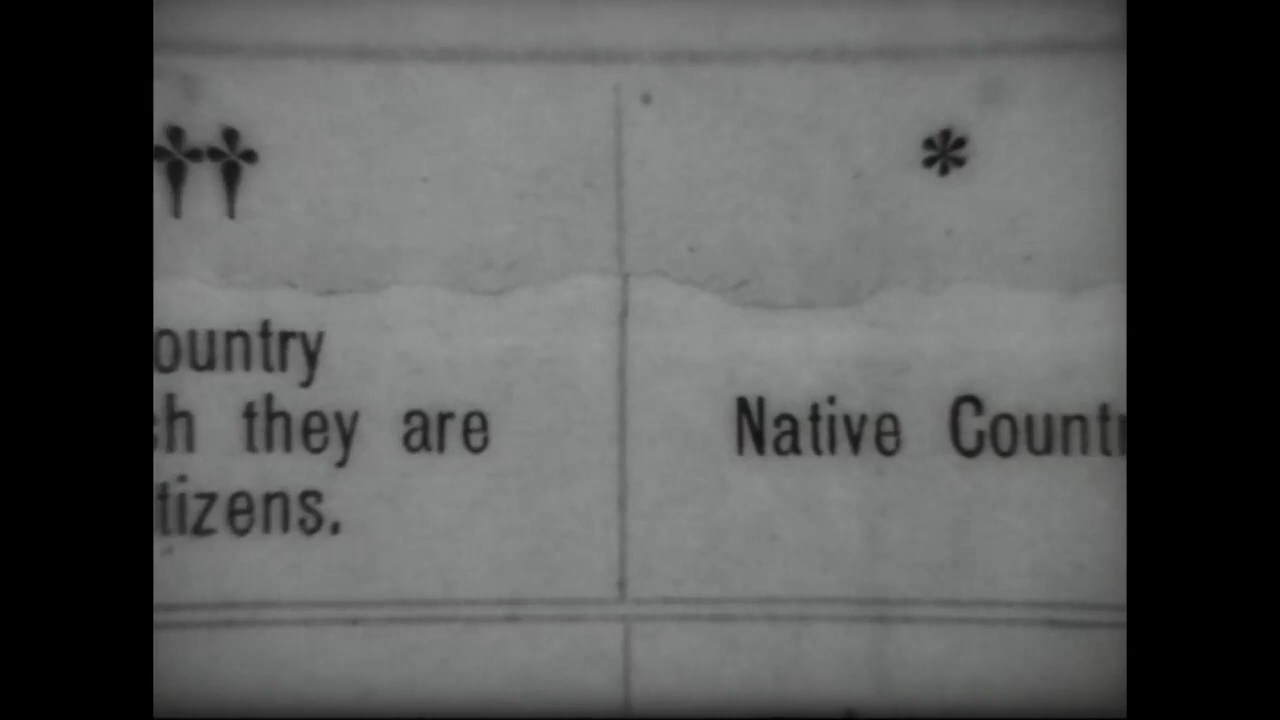 †† *
ountry
h they are
tizens.
Native Count